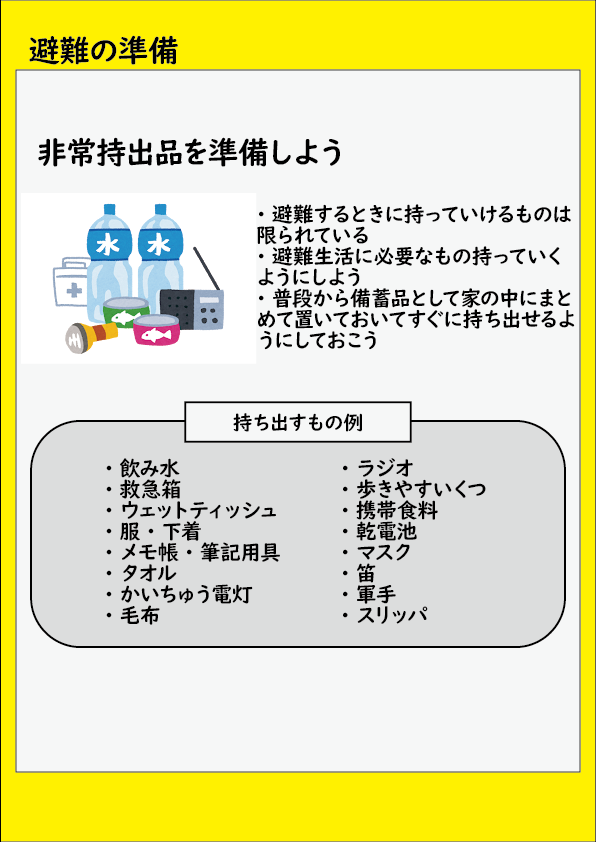 避難の準備
非常持出品を準備しよう
水 水
・避難するときに持っていけるものは
限られている
・避難生活に必要なもの持っていく
ようにしよう
・普段から備蓄品として家の中にまと
めて置いておいてすぐに持ち出せるよ
うにしておこう
持ち出すもの例
・飲み水
・救急箱
・ウェットティッシュ
・服・下着
・メモ帳・筆記用具
・タオル
・かいちゅう電灯
・毛布
・ラジオ
・歩きやすいくつ
・携帯食料
・乾電池
・マスク
・笛
・軍手
・スリッパ